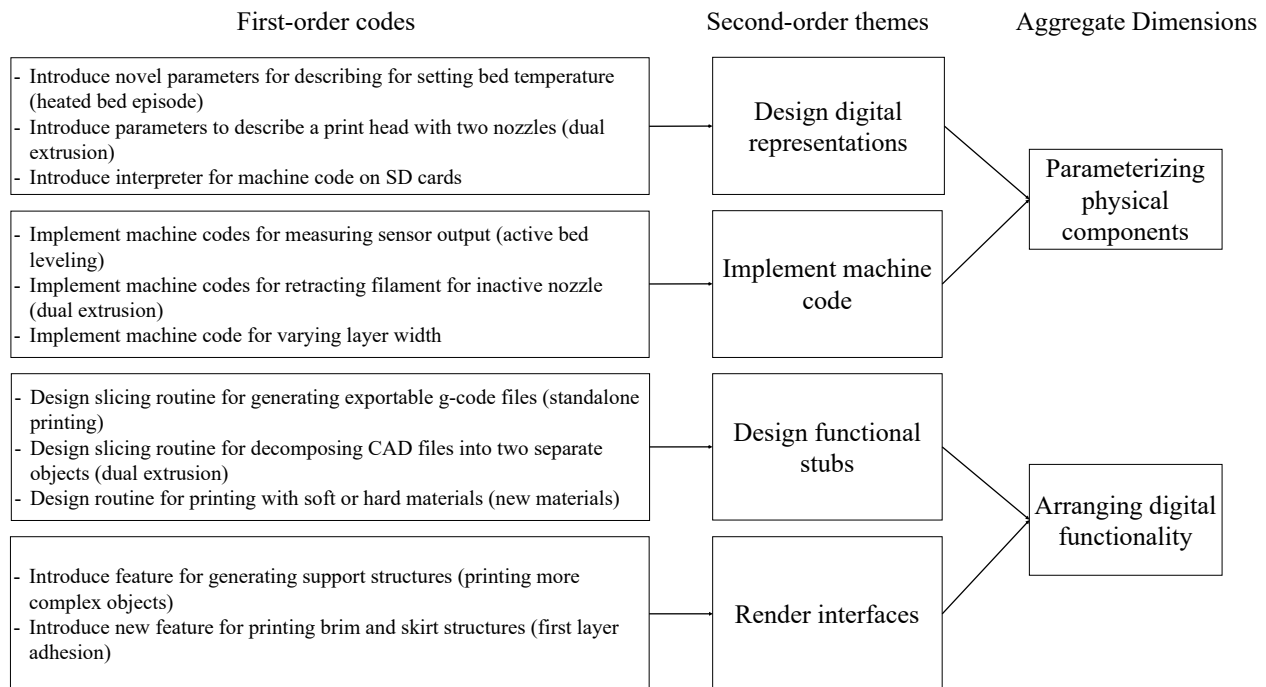 First-order codes
Second-order themes
Aggregate Dimensions
- Introduce novel parameters for describing for setting bed temperature
(heated bed episode)
- Introduce parameters to describe a print head with two nozzles (dual
extrusion)
- Introduce interpreter for machine code on SD cards
Design digital
representations
Parameterizing
physical
components
- Implement machine codes for measuring sensor output (active bed
leveling)
- Implement machine codes for retracting filament for inactive nozzle
(dual extrusion)
- Implement machine code for varying layer width
Implement machine
code
- Design slicing routine for generating exportable g-code files (standalone
printing)
- Design slicing routine for decomposing CAD files into two separate
objects (dual extrusion)
- Design routine for printing with soft or hard materials (new materials)
Design functional
stubs
Arranging digital
functionality
- Introduce feature for generating support structures (printing more
complex objects)
- Introduce new feature for printing brim and skirt structures (first layer
adhesion)
Render interfaces